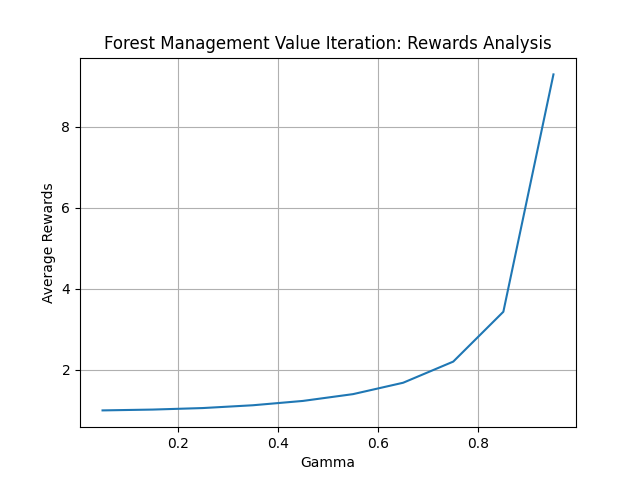 Forest Management Value Iteration: Rewards Analysis
8
6
4
2
Average Rewards
0.2 0.4 0.6 0.8
Gamma